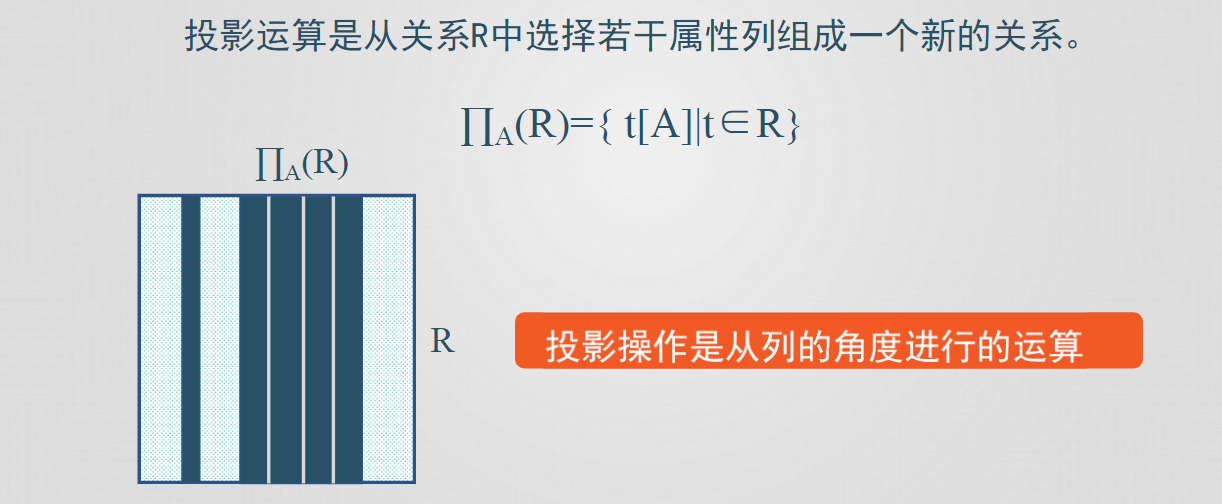 投影运算是从关系R中选择若干属性列组成一个新的关系。
∏A(R)={ t[A]|t∈R}
∏A(R)
R
投影操作是从列的角度进行的运算